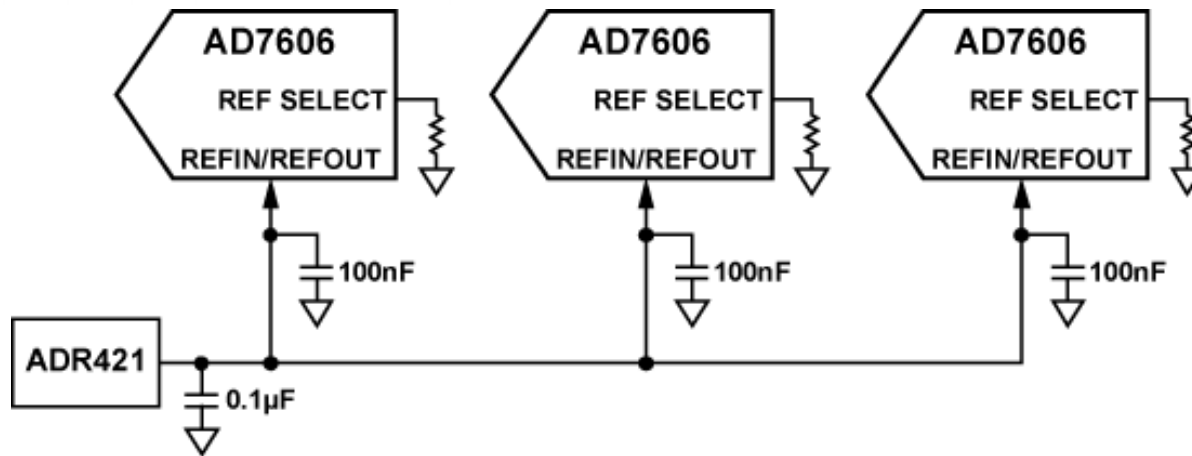 AD7606
REF SELECT
REFIN/REFOUT
100nF
AD7606
REF SELECT
REFIN/REFOUT
100nF
AD7606
REF SELECT
REFIN/REFOUT
100nF
ADR421
0.1µF